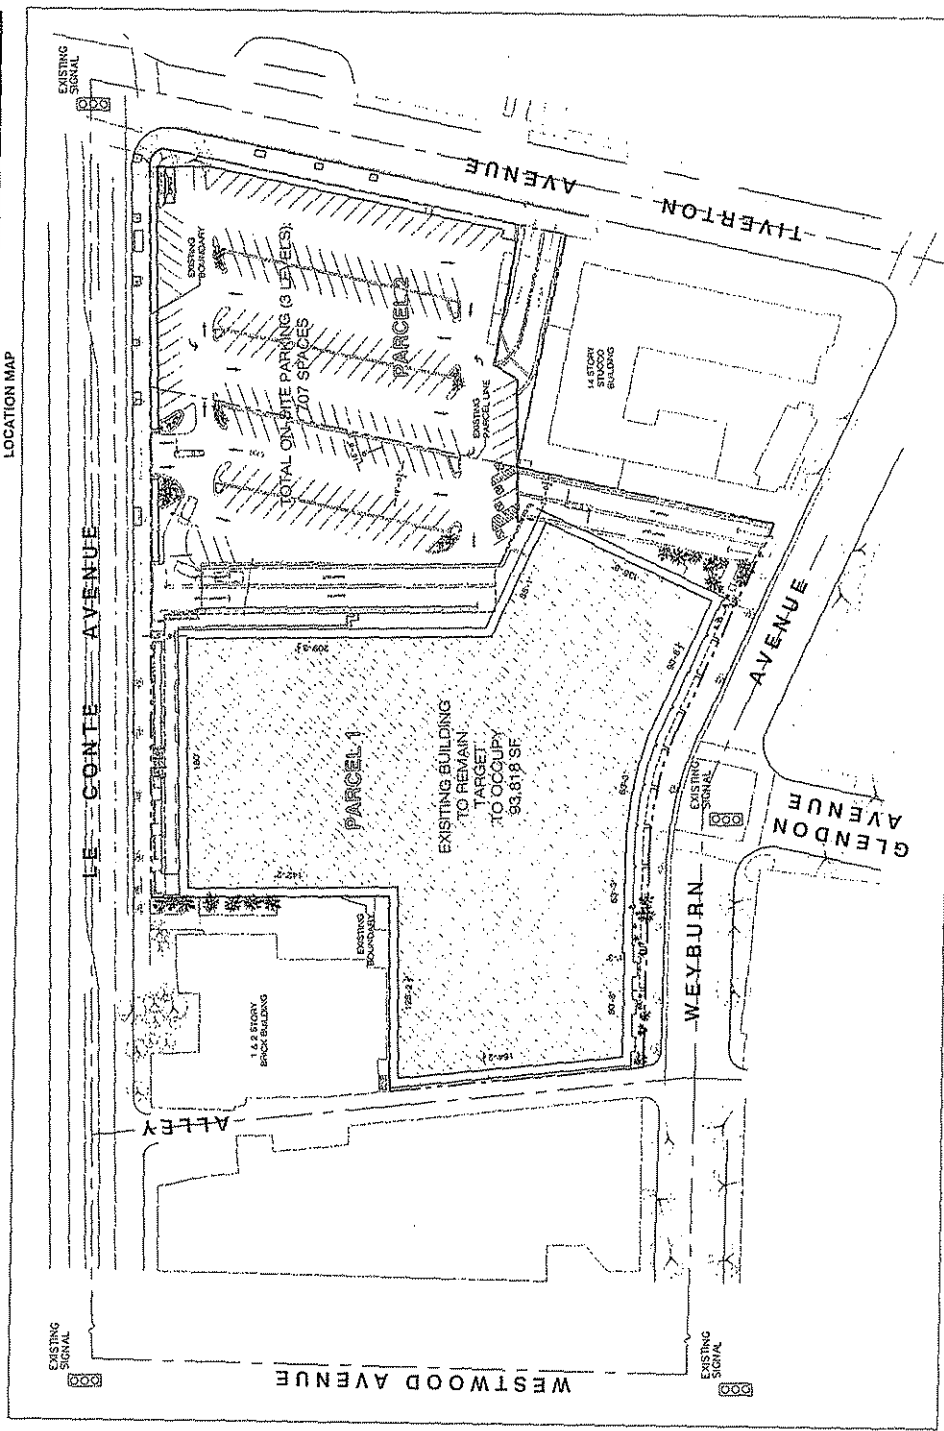 LOCATION MAP
EXISTING
SIGNAL
LE CONTE AVENUE
EXISTING
SIGNAL
EXISTING
BOUNDARY
TOTAL ON-SITE PARKING (3 LEVELS):
707 SPACES
PARCEL 2
EXISTING
PARCEL LINE
TIVERTON AVENUE
14 STORY
STUCCO
BUILDING
PARCEL 1
EXISITING BUILDING
TO REMAIN:
TARGET
TO OCCUPY
93,818 SF
180'
EXISTING
BOUNDARY
1 & 2 STORY
BRICK BUILDING
ALLEY
WEYBURN AVENUE
EXISTING
SIGNAL
GLENDON
AVENUE
WESTWOOD AVENUE
EXISTING
SIGNAL